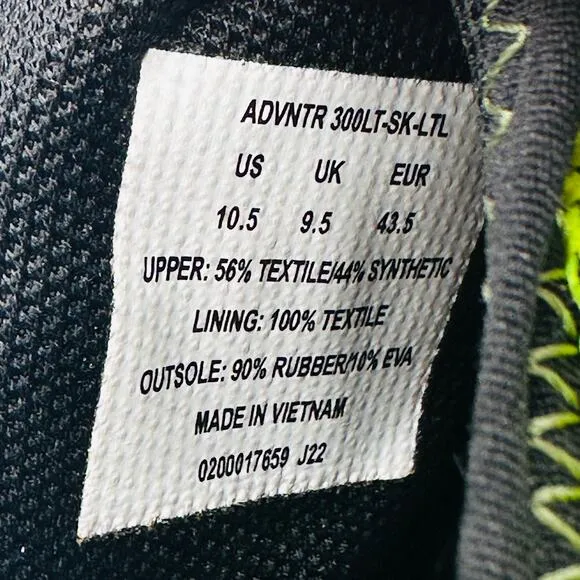 ADVNTR 300LT-SK-LTL
US UK EUR
10.5 9.5 43.5
UPPER: 56% TEXTILE/44% SYNTHETIC
LINING: 100% TEXTILE
OUTSOLE: 90% RUBBER/10% EVA
MADE IN VIETNAM
0200017659 J22